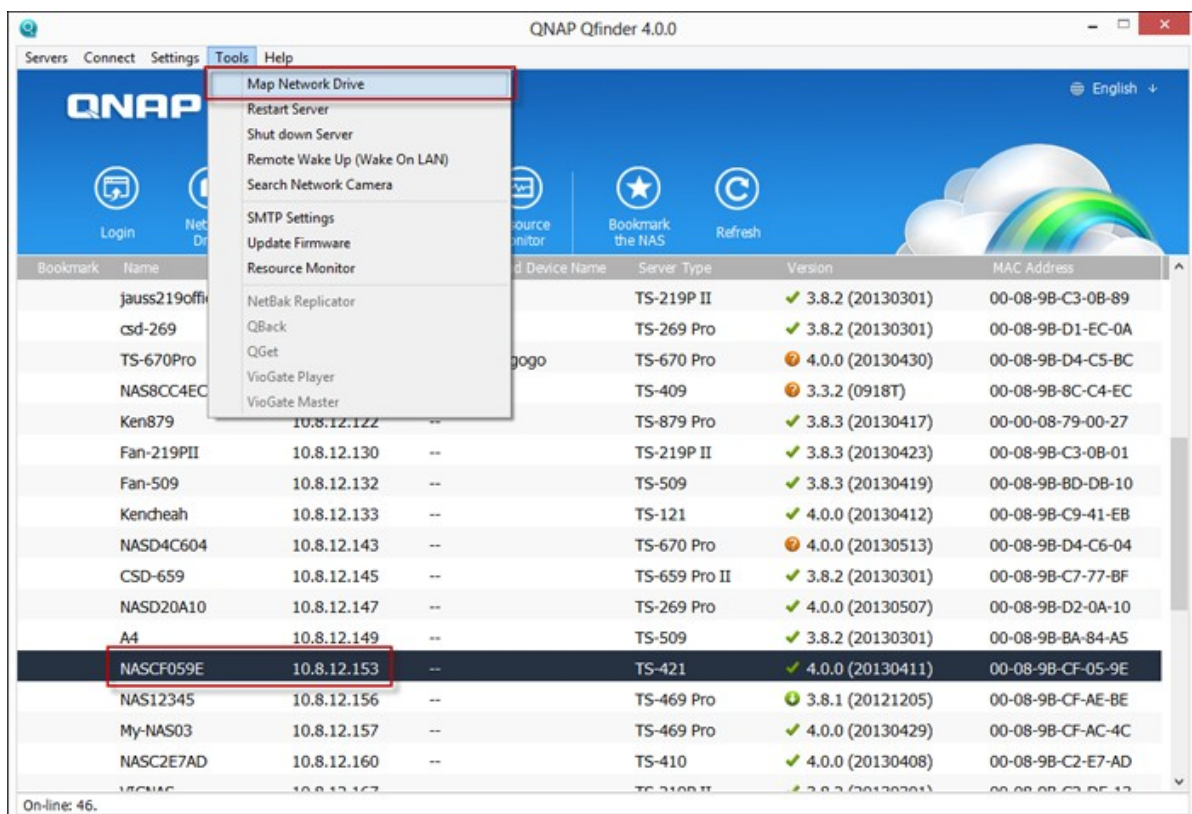 QNAP Qfinder 4.0.0
Servers Connect Settings Tools Help
Map Network Drive
Restart Server
Shut down Server
Remote Wake Up (Wake On LAN)
Search Network Camera
SMTP Settings
Update Firmware
Resource Monitor
NetBak Replicator
QBack
QGet
VioGate Player
VioGate Master
QNAP
English
Login
Bookmark the NAS
Refresh
Bookmark Name Device Name Server Type Version MAC Address
TS-219P II 3.8.2 (20130301) 00-08-9B-C3-0B-89
csd-269 TS-269 Pro 3.8.2 (20130301) 00-08-9B-D1-EC-0A
TS-670Pro gogo TS-670 Pro 4.0.0 (20130430) 00-08-9B-D4-C5-BC
NAS8CC4EC TS-409 3.3.2 (0918T) 00-08-9B-8C-C4-EC
Ken879 10.8.12.122 -- TS-879 Pro 3.8.3 (20130417) 00-00-08-79-00-27
Fan-219PII 10.8.12.130 -- TS-219P II 3.8.3 (20130423) 00-08-9B-C3-0B-01
Fan-509 10.8.12.132 -- TS-509 3.8.3 (20130419) 00-08-9B-BD-DB-10
Kencheah 10.8.12.133 -- TS-121 4.0.0 (20130412) 00-08-9B-C9-41-EB
NASD4C604 10.8.12.143 -- TS-670 Pro 4.0.0 (20130513) 00-08-9B-D4-C6-04
CSD-659 10.8.12.145 -- TS-659 Pro II 3.8.2 (20130301) 00-08-9B-C7-77-BF
NASD20A10 10.8.12.147 -- TS-269 Pro 4.0.0 (20130507) 00-08-9B-D2-0A-10
A4 10.8.12.149 -- TS-509 3.8.2 (20130301) 00-08-9B-BA-84-A5
NASCF059E 10.8.12.153 -- TS-421 4.0.0 (20130411) 00-08-9B-CF-05-9E
NAS12345 10.8.12.156 -- TS-469 Pro 3.8.1 (20121205) 00-08-9B-CF-AE-BE
My-NAS03 10.8.12.157 -- TS-469 Pro 4.0.0 (20130429) 00-08-9B-CF-AC-4C
NASC2E7AD 10.8.12.160 -- TS-410 4.0.0 (20130408) 00-08-9B-C2-E7-AD
On-line: 46.